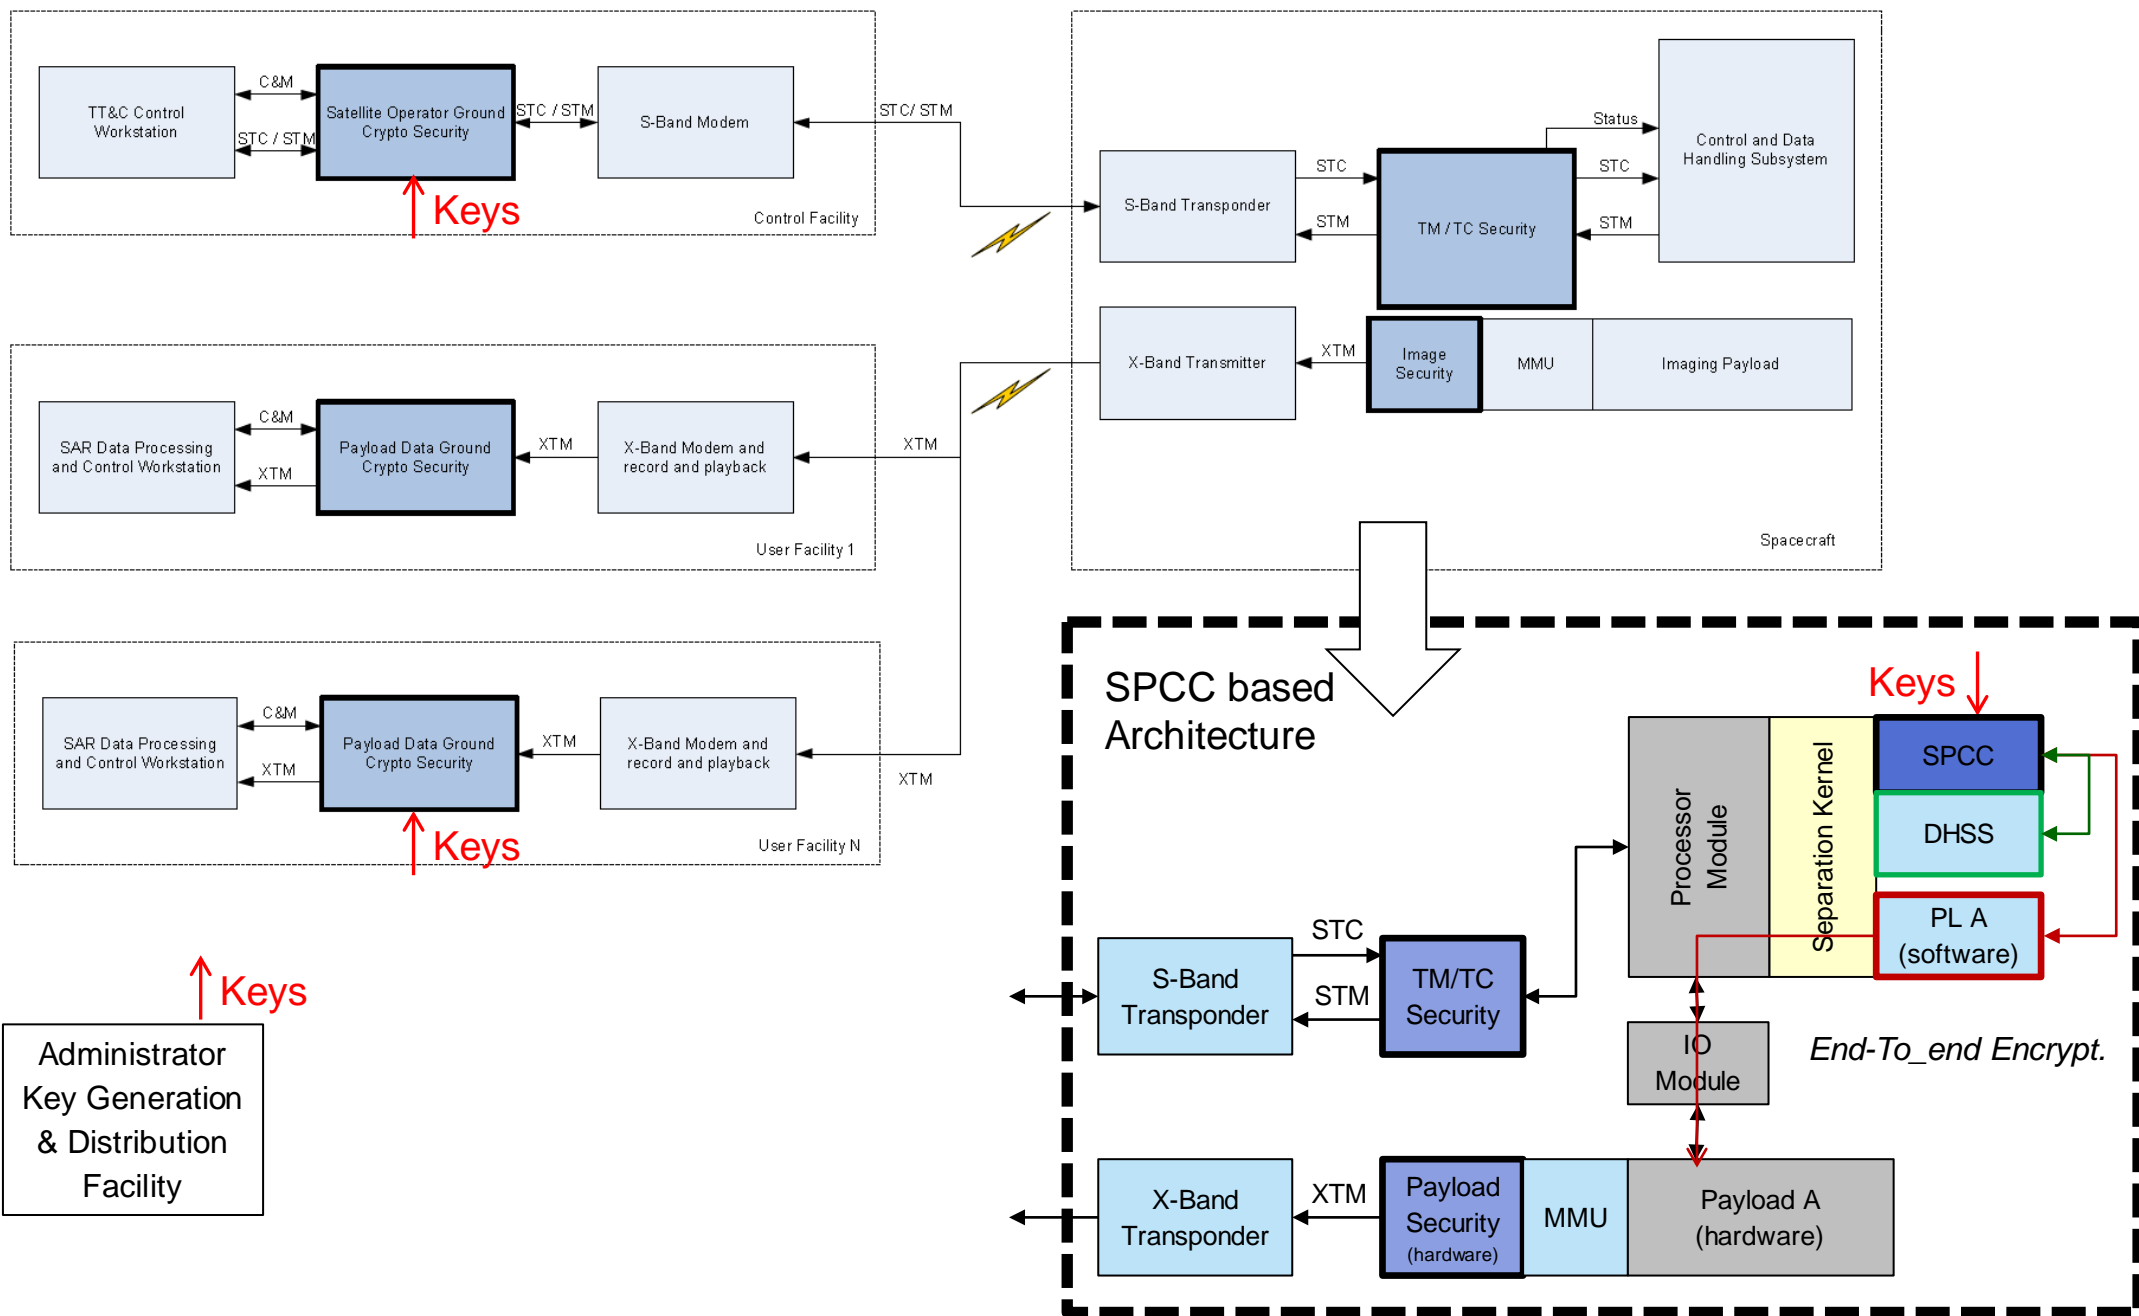 TT&C Control
Workstation
C&M
STC / STM
Satellite Operator Ground
Crypto Security
STC / STM
S-Band Modem
STC/ STM
Keys
Control Facility
S-Band Transponder
STC
STM
TM / TC Security
Status
STC
STM
Control and Data
Handling Subsystem
X-Band Transmitter
XTM
Image
Security
MMU
Imaging Payload
Spacecraft
SAR Data Processing
and Control Workstation
C&M
XTM
Payload Data Ground
Crypto Security
XTM
X-Band Modem and
record and playback
XTM
User Facility 1
SAR Data Processing
and Control Workstation
C&M
XTM
Payload Data Ground
Crypto Security
XTM
X-Band Modem and
record and playback
XTM
Keys
User Facility N
Keys
Administrator
Key Generation
& Distribution
Facility
SPCC based
Architecture
Keys
Processor
Module
Separation Kernel
SPCC
DHSS
PL A
(software)
S-Band
Transponder
STC
STM
TM/TC
Security
IO
Module
End-To_end Encrypt.
X-Band
Transponder
XTM
Payload
Security
(hardware)
MMU
Payload A
(hardware)